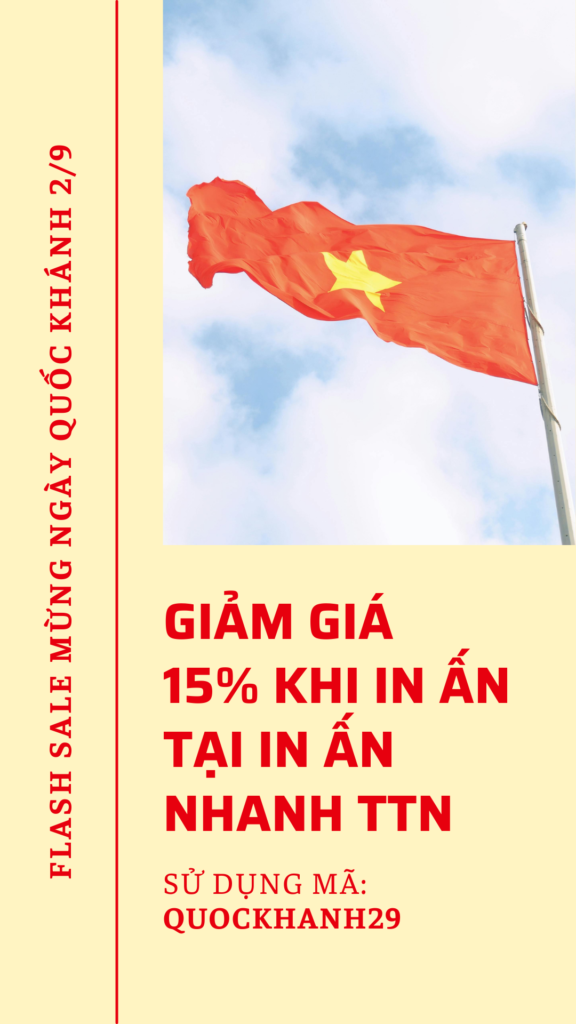 FLASH SALE MỪNG NGÀY QUỐC KHÁNH 2/9
GIẢM GIÁ
15% KHI IN ẤN
TẠI IN ẤN
NHANH TTN
SỬ DỤNG MÃ:
QUOCKHANH29